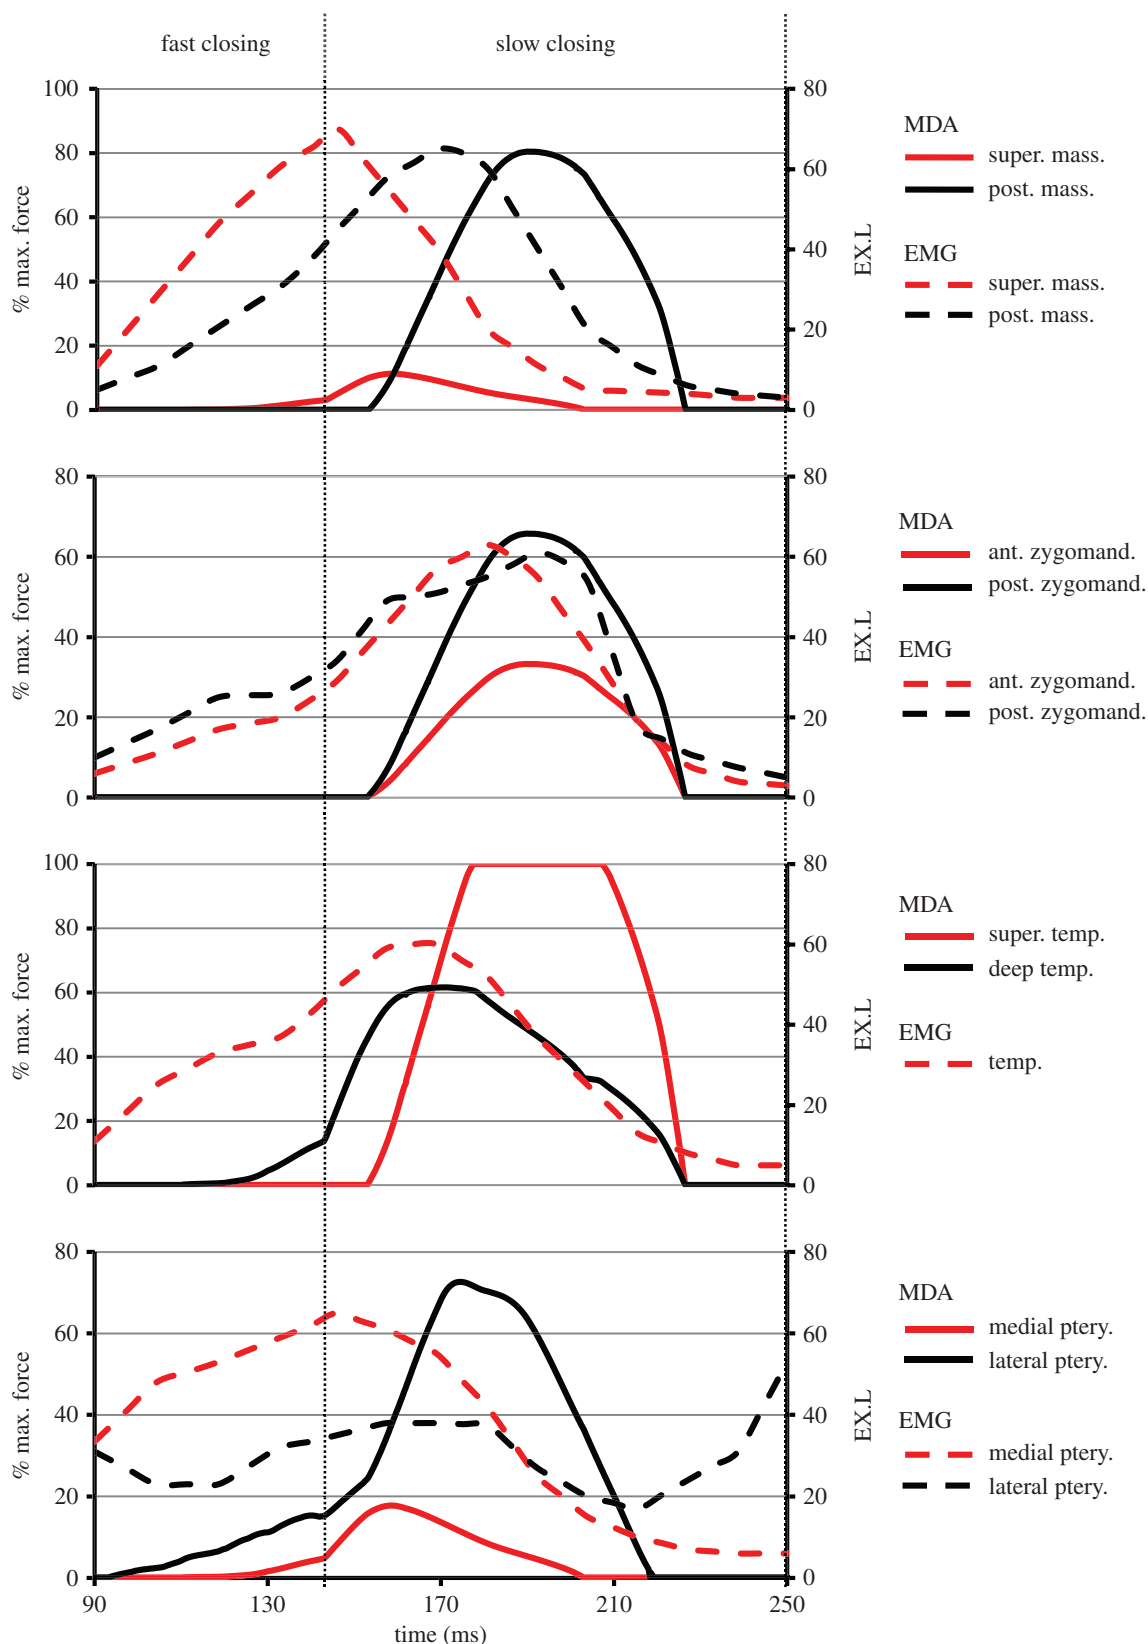 fast closing
slow closing
100
80
60
40
20
0
% max. force
80
60
40
20
0
EX.L
MDA
super. mass.
post. mass.
EMG
super. mass.
post. mass.
80
60
40
20
0
% max. force
80
60
40
20
0
EX.L
MDA
ant. zygomand.
post. zygomand.
EMG
ant. zygomand.
post. zygomand.
100
80
60
40
20
0
% max. force
80
60
40
20
0
EX.L
MDA
super. temp.
deep temp.
EMG
temp.
80
60
40
20
0
% max. force
80
60
40
20
0
EX.L
MDA
medial ptery.
lateral ptery.
EMG
medial ptery.
lateral ptery.
90
130
170
210
250
time (ms)